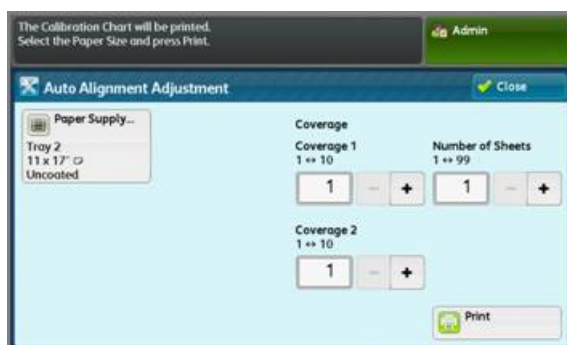 The Calibration Chart will be printed.
Select the Paper Size and press Print.
Admin
Auto Alignment Adjustment
Close
Paper Supply...
Tray 2
11 x 17"
Uncoated
Coverage
Coverage 1
1 ↔ 10
1 - +
Number of Sheets
1 ↔ 99
1 - +
Coverage 2
1 ↔ 10
1 - +
Print